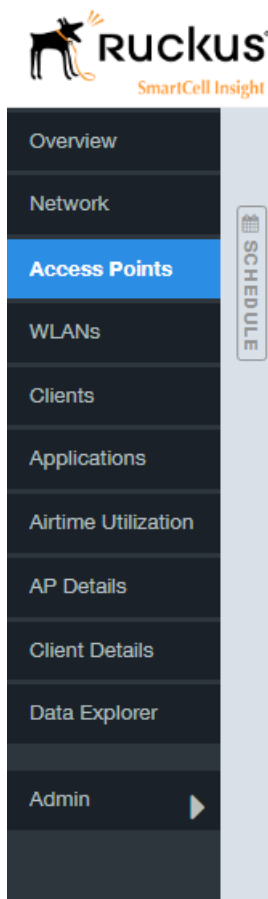 RUCKUS
SmartCell Insight
Overview
Network
Access Points
SCHEDULE
WLANs
Clients
Applications
Airtime Utilization
AP Details
Client Details
Data Explorer
Admin